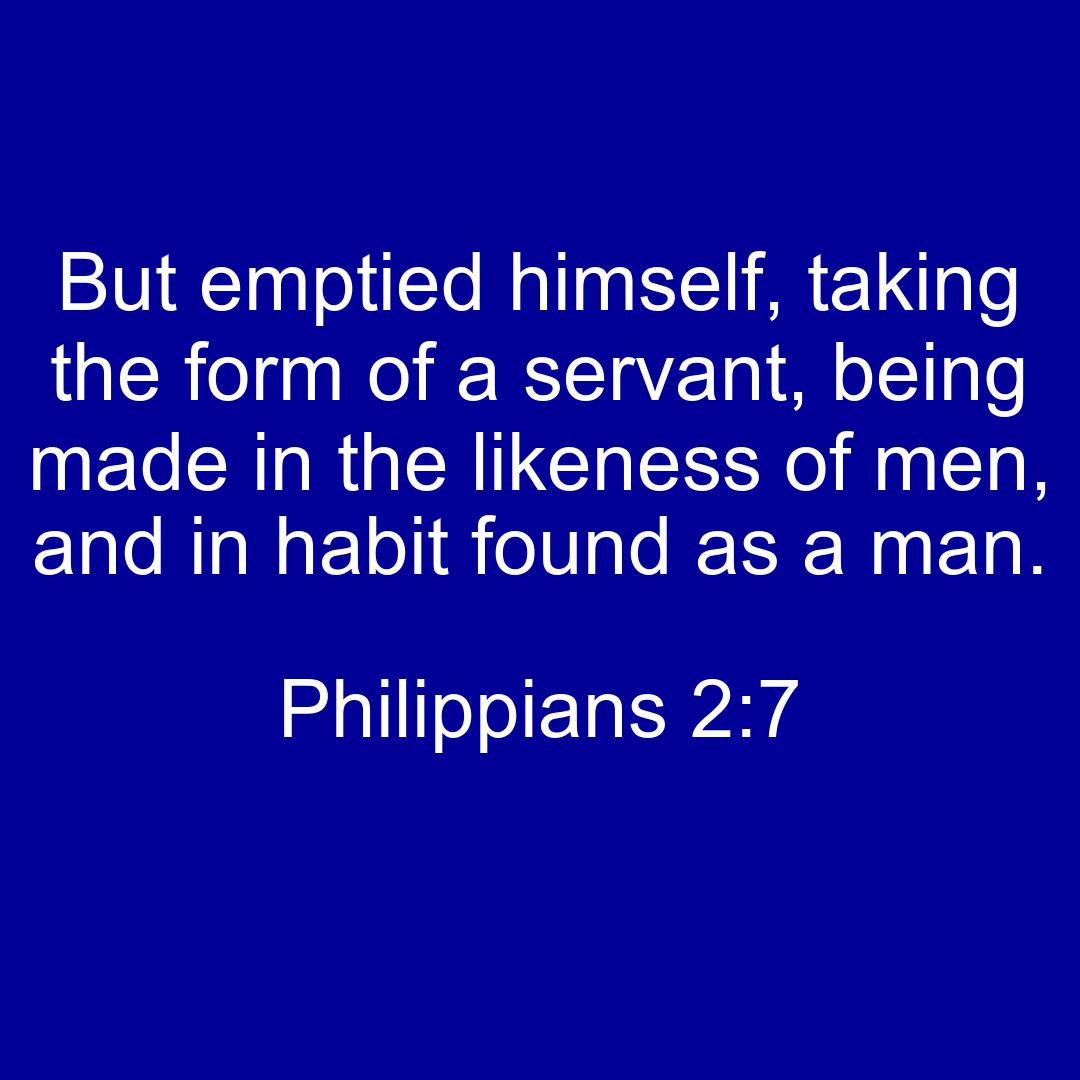 But emptied himself, taking
the form of a servant, being
made in the likeness of men,
and in habit found as a man.
Philippians 2:7